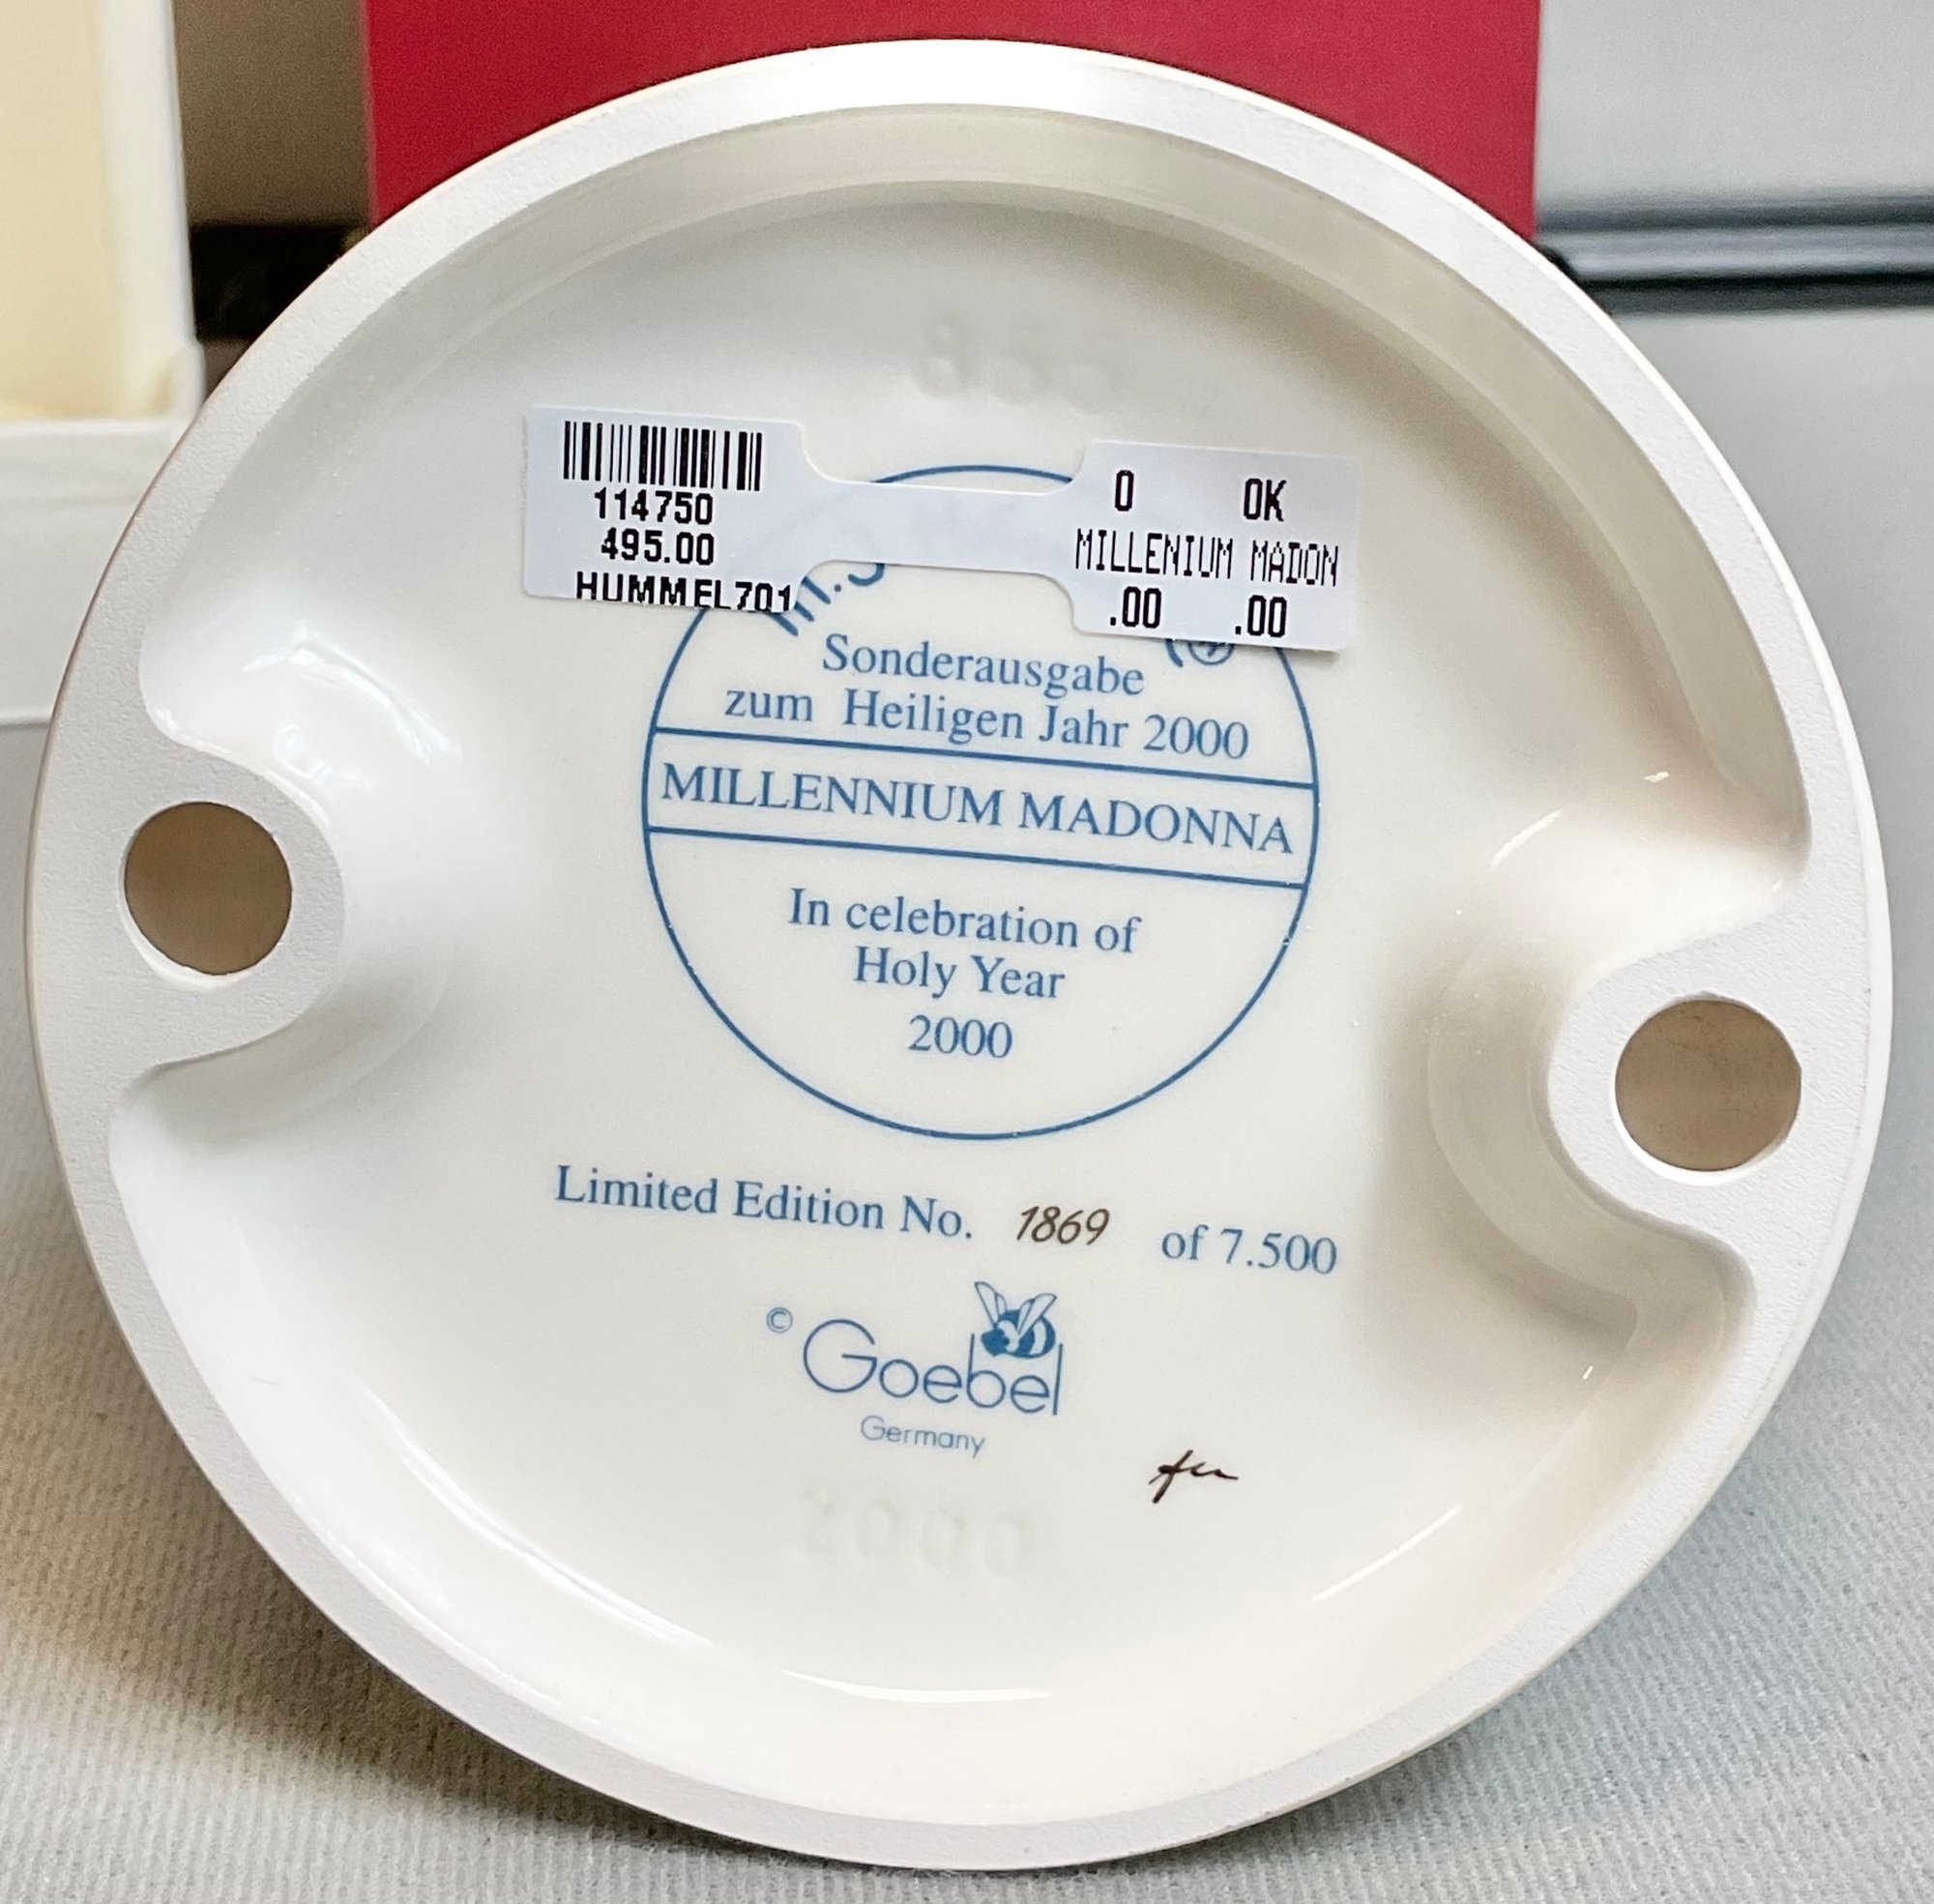 855
114750
495.00
HUMMEL701
0 OK
MILLENIUM MADON
.00 .00
Sonderausgabe
zum Heiligen Jahr 2000
MILLENNIUM MADONNA
In celebration of
Holy Year
2000
Limited Edition No. 1869 of 7.500
© Goebel
Germany
2000